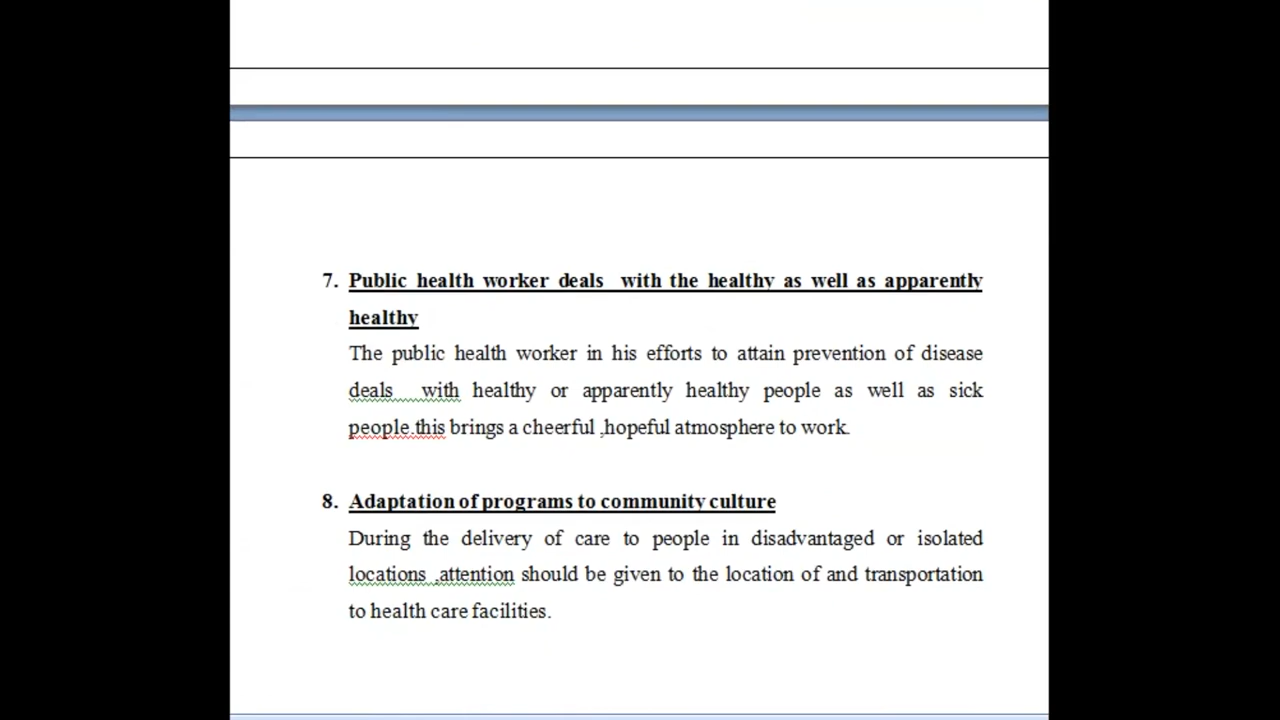 7. Public health worker deals  with the healthy as well as apparently
healthy
The public health worker in his efforts to attain prevention of disease
deals  with healthy or apparently healthy people as well as sick
people.this brings a cheerful ,hopeful atmosphere to work.
8. Adaptation of programs to community culture
During the delivery of care to people in disadvantaged or isolated
locations ,attention should be given to the location of and transportation
to health care facilities.